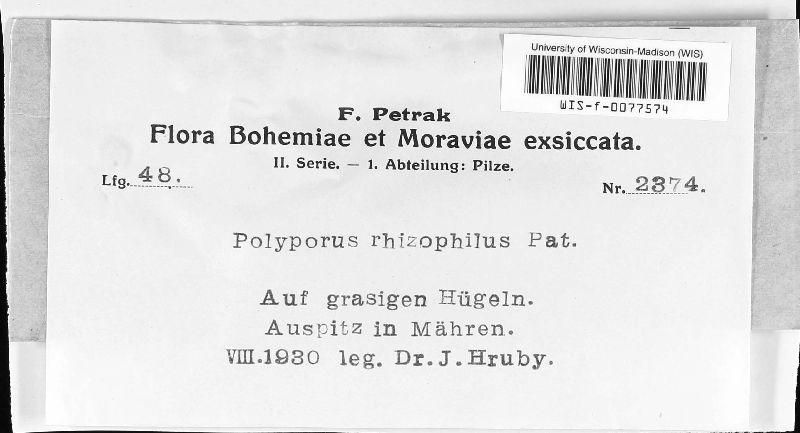 University of Wisconsin-Madison (WIS)
WIS-f-0077574
F. Petrak
Flora Bohemiae et Moraviae exsiccata.
II. Serie. — 1. Abteilung: Pilze.
Lfg. 48.
Nr. 2374.
Polyporus rhizophilus Pat.
Auf grasigen Hügeln.
Auspitz in Mähren.
VIII.1930 leg. Dr. J. Hruby.